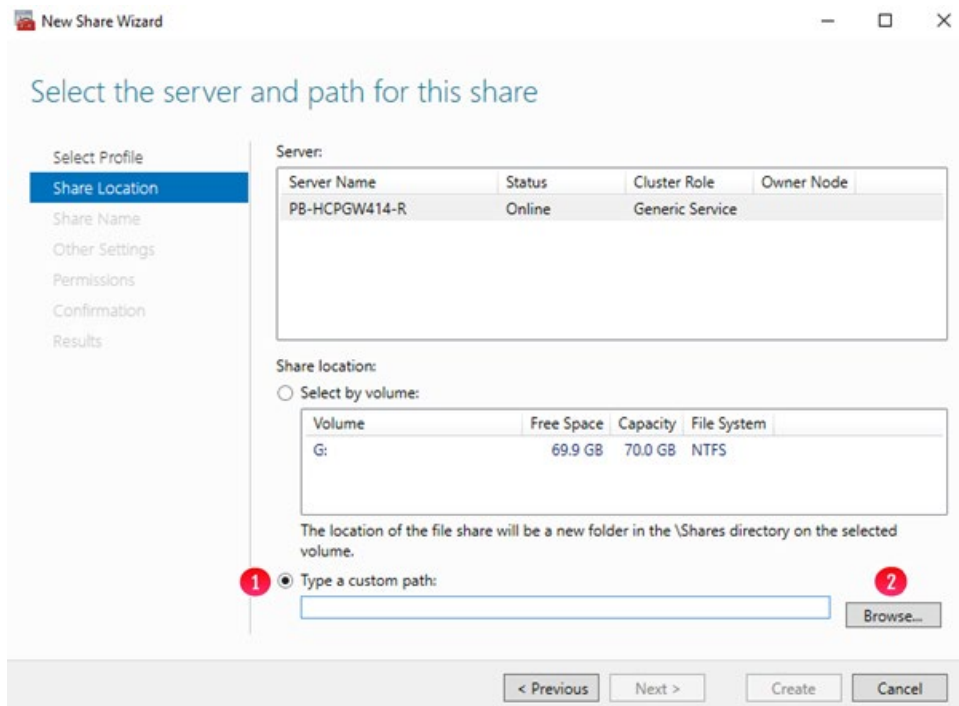 New Share Wizard
Select the server and path for this share
Select Profile
Share Location
Share Name
Other Settings
Permissions
Confirmation
Results
Server:
Server Name Status Cluster Role Owner Node
PB-HCPGW414-R Online Generic Service
Share location:
Select by volume:
Volume Free Space Capacity File System
G: 69.9 GB 70.0 GB NTFS
The location of the file share will be a new folder in the \Shares directory on the selected
volume.
1 Type a custom path:
2
Browse...
< Previous Next > Create Cancel